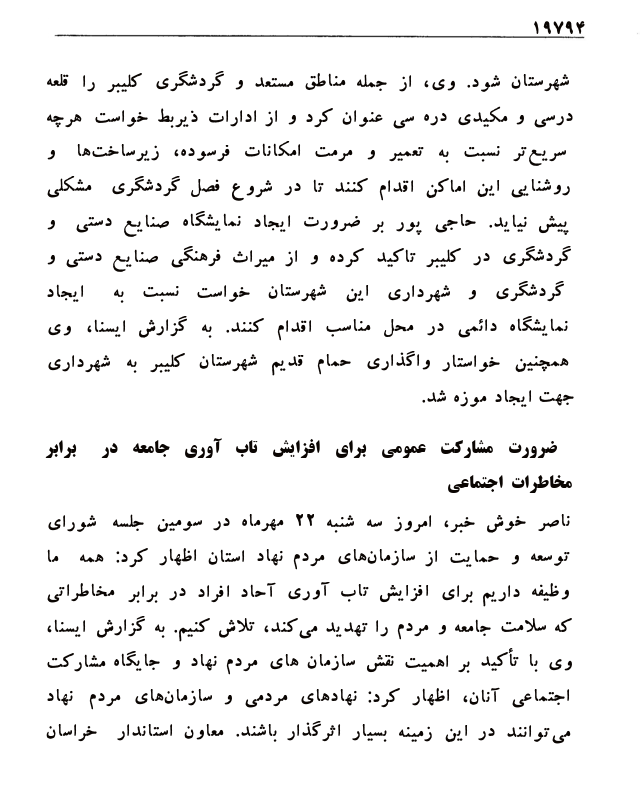 ۱۹۷۹۴
شهرستان شود. وی، از جمله مناطق مستعد و گردشگری کلیبر را قلعه
درسی و مکیدی دره سی عنوان کرد و از ادارات ذیربط خواست هرچه
سریع‌تر نسبت به تعمیر و مرمت امکانات فرسوده، زیرساخت‌ها و
روشنایی این اماکن اقدام کنند تا در شروع فصل گردشگری مشکلی
پیش نیاید. حاجی پور بر ضرورت ایجاد نمایشگاه صنایع دستی و
گردشگری در کلیبر تاکید کرده و از میراث فرهنگی صنایع دستی و
گردشگری و شهرداری این شهرستان خواست نسبت به ایجاد
نمایشگاه دائمی در محل مناسب اقدام کنند. به گزارش ایسنا، وی
همچنین خواستار واگذاری حمام قدیم شهرستان کلیبر به شهرداری
جهت ایجاد موزه شد.
ضرورت مشارکت عمومی برای افزایش تاب آوری جامعه در برابر
مخاطرات اجتماعی
ناصر خوش خبر، امروز سه شنبه ۲۲ مهرماه در سومین جلسه شورای
توسعه و حمایت از سازمان‌های مردم نهاد استان اظهار کرد: همه ما
وظیفه داریم برای افزایش تاب آوری آحاد افراد در برابر مخاطراتی
که سلامت جامعه و مردم را تهدید می‌کند، تلاش کنیم. به گزارش ایسنا،
وی با تأکید بر اهمیت نقش سازمان های مردم نهاد و جایگاه مشارکت
اجتماعی آنان، اظهار کرد: نهادهای مردمی و سازمان‌های مردم نهاد
می‌توانند در این زمینه بسیار اثرگذار باشند. معاون استاندار خراسان